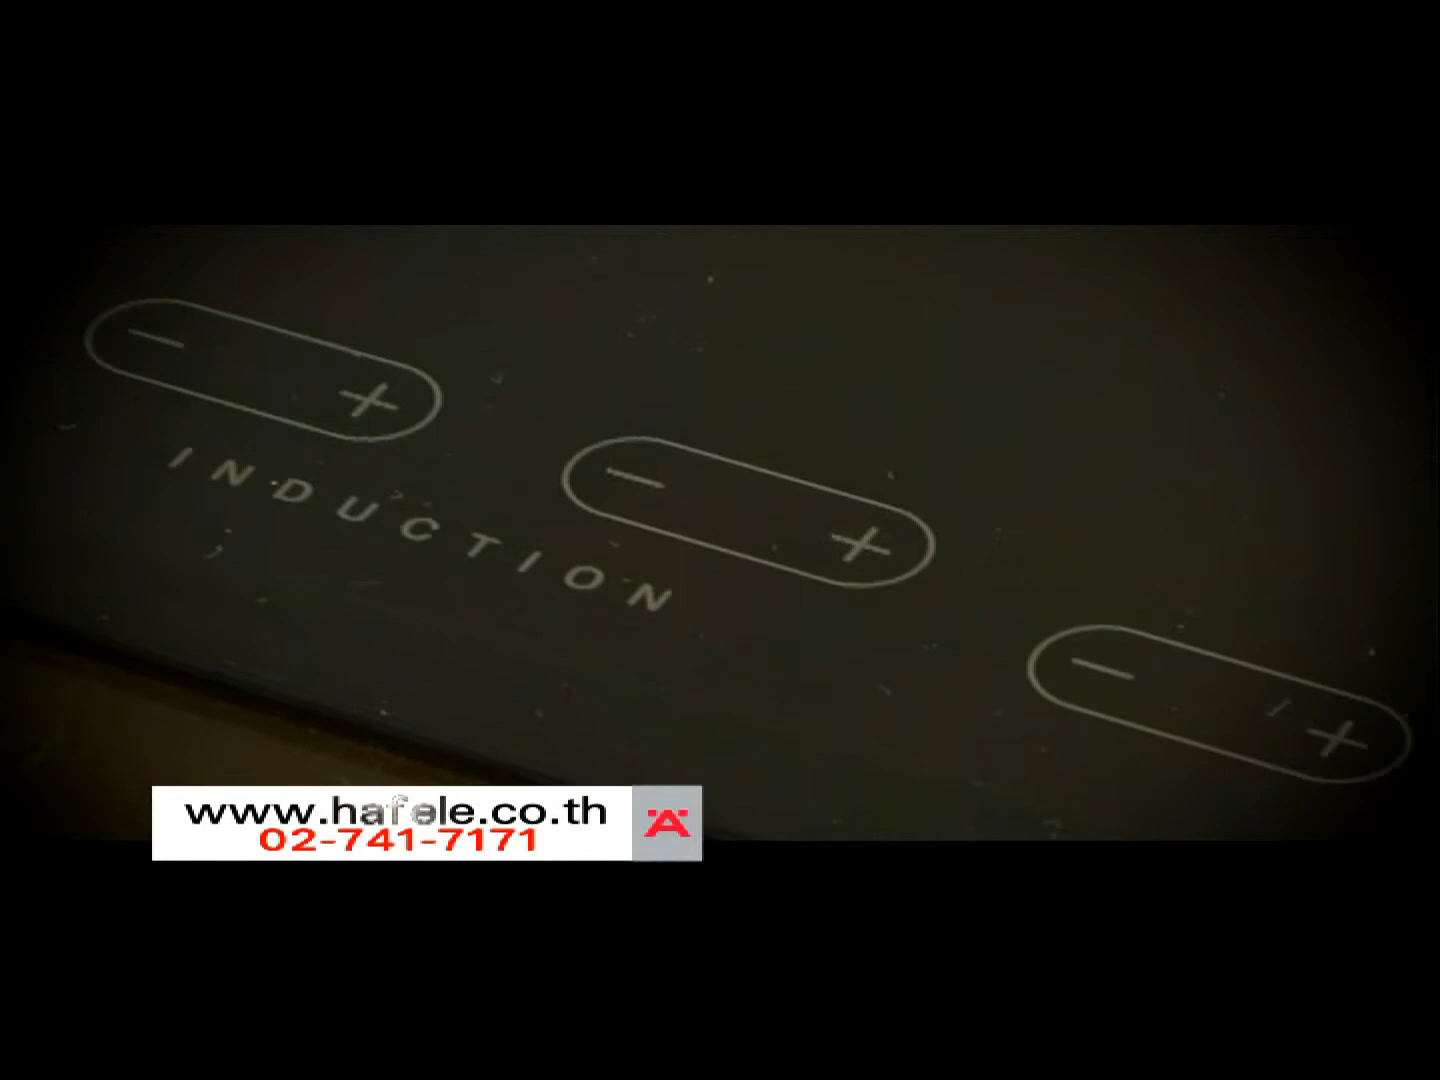 - +
INDUCTION
- +
- +
www.hafele.co.th
02-741-7171